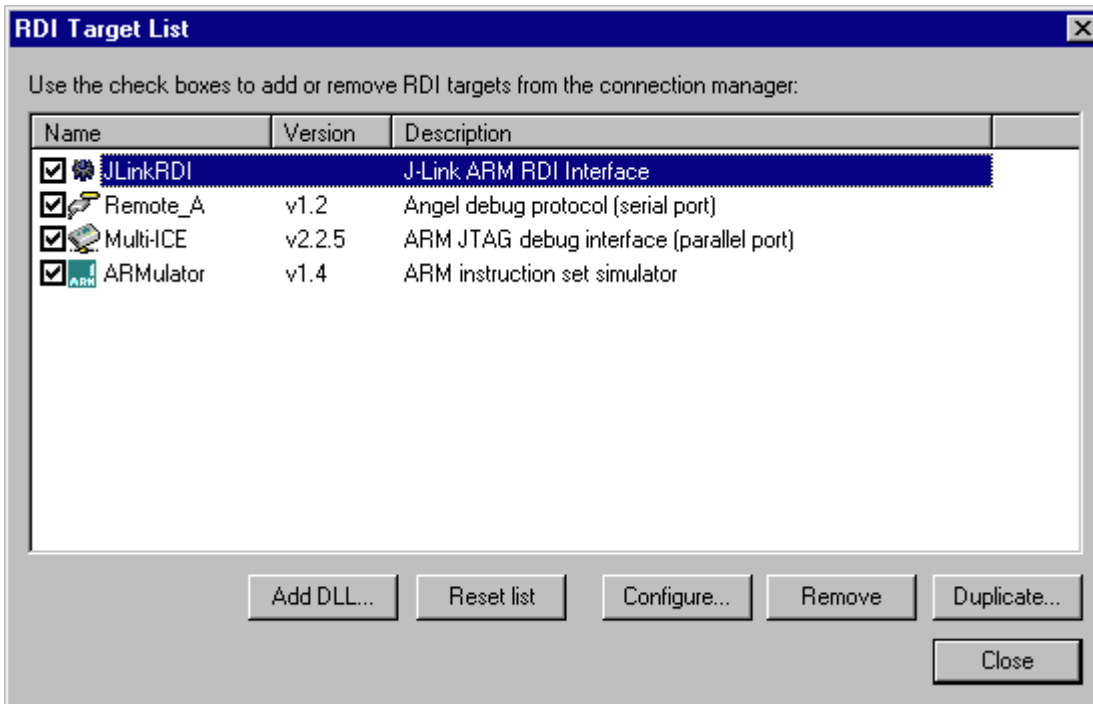 RDI Target List
Use the check boxes to add or remove RDI targets from the connection manager:
Name Version Description
JLinkRDI J-Link ARM RDI Interface
Remote_A v1.2 Angel debug protocol (serial port)
Multi-ICE v2.2.5 ARM JTAG debug interface (parallel port)
ARM ARMulator v1.4 ARM instruction set simulator
Add DLL... Reset list Configure... Remove Duplicate...
Close